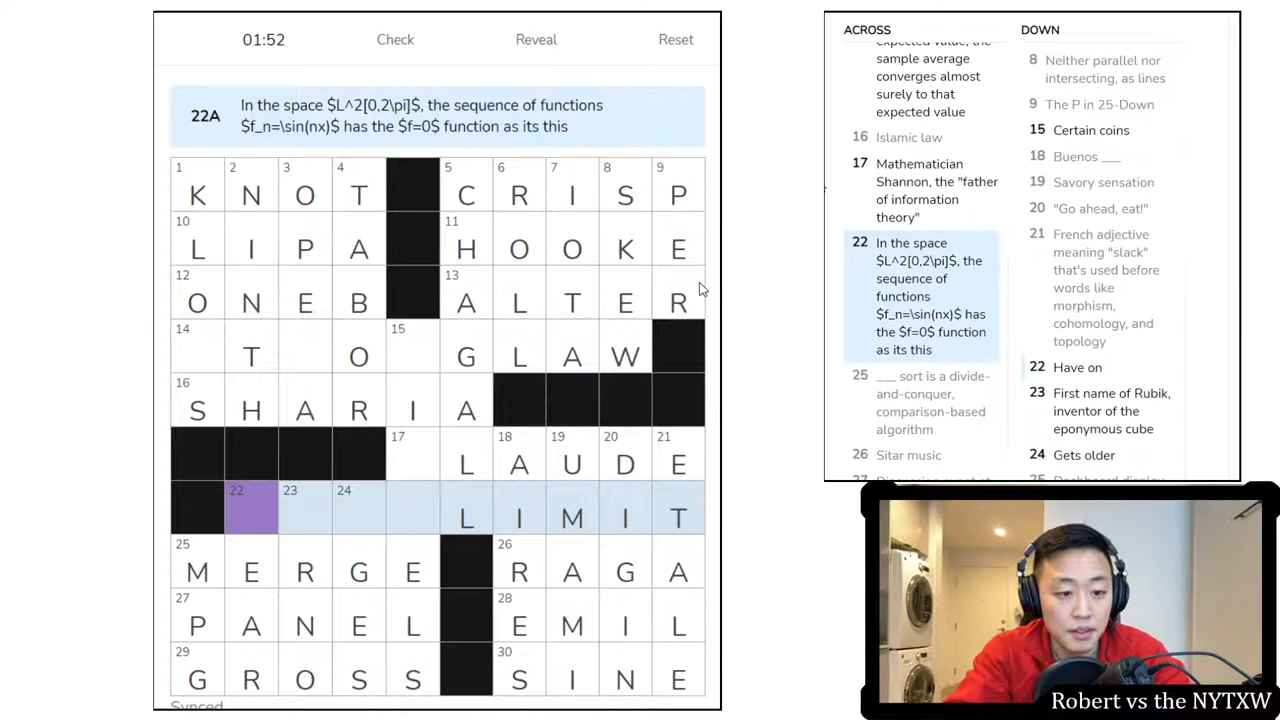 01:52
Check
Reveal
Reset
22A
In the space $L^2[0,2\pi]$, the sequence of functions
$f_n=\sin(nx)$ has the $f=0$ function as its this
1 2 3 4 5 6 7 8 9
K N O T C R I S P
10 11
L I P A H O O K E
12 13
O N E B A L T E R
14 15
T O G L A W
16
S H A R I A
17 18 19 20 21
L A U D E
22 23 24
L I M I T
25 26
M E R G E R A G A
27 28
P A N E L E M I L
29 30
G R O S S S I N E
Synced
ACROSS
expected value, the
sample average
converges almost
surely to that
expected value
16 Islamic law
17 Mathematician
Shannon, the "father
of information
theory"
22 In the space
$L^2[0,2\pi]$, the
sequence of
functions
$f_n=\sin(nx)$ has
the $f=0$ function
as its this
25 ___ sort is a divide-
and-conquer,
comparison-based
algorithm
26 Sitar music
DOWN
8 Neither parallel nor
intersecting, as lines
9 The P in 25-Down
15 Certain coins
18 Buenos ___
19 Savory sensation
20 "Go ahead, eat!"
21 French adjective
meaning "slack"
that's used before
words like
morphism,
cohomology, and
topology
22 Have on
23 First name of Rubik,
inventor of the
eponymous cube
24 Gets older
Robert vs the NYTXW